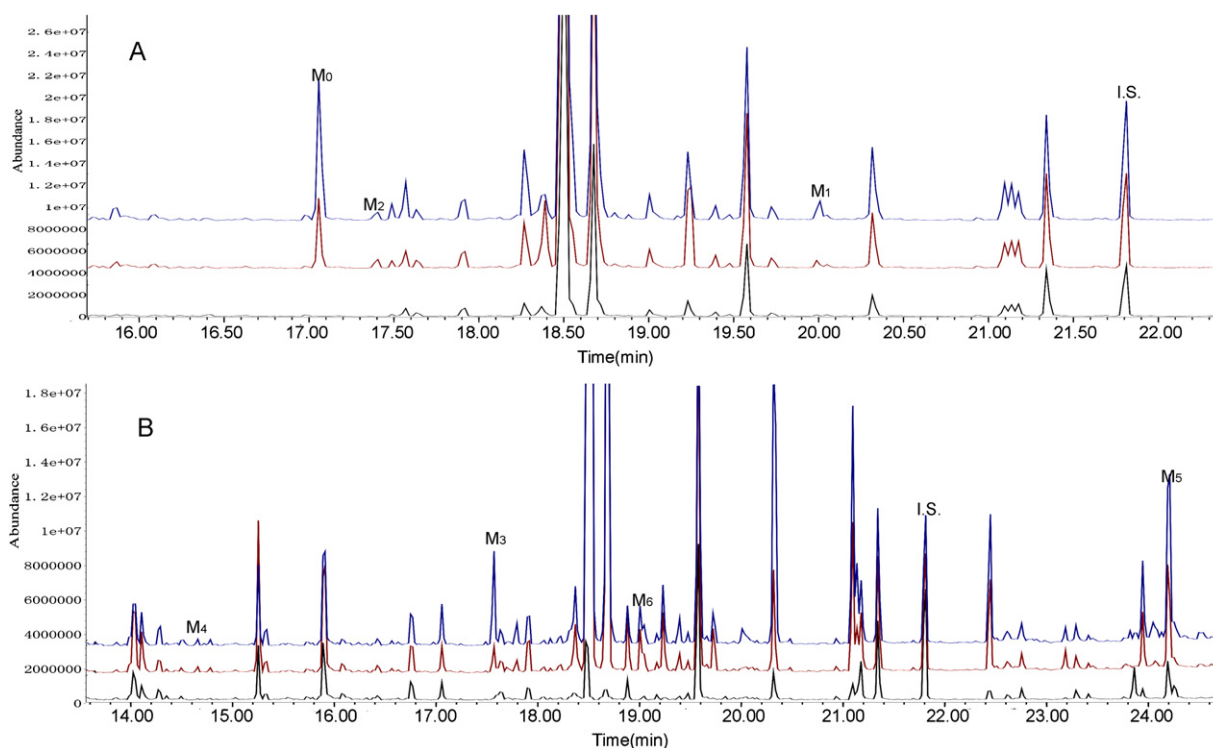 A
2.6e+07
2.4e+07
2.2e+07
2e+07
1.8e+07
1.6e+07
1.4e+07
1.2e+07
1e+07
8000000
6000000
4000000
2000000
Abundance
M0
M2
M1
I.S.
16.00 17.00 17.50 18.00 18.50 19.00 19.50 20.00 20.50 21.00 21.50 22.00
Time(min)
B
1.8e+07
1.6e+07
1.4e+07
1.2e+07
1e+07
8000000
6000000
4000000
2000000
Abundance
M4
M3
M6
I.S.
M5
14.00 15.00 16.00 17.00 18.00 19.00 20.00 21.00 22.00 23.00 24.00
Time(min)